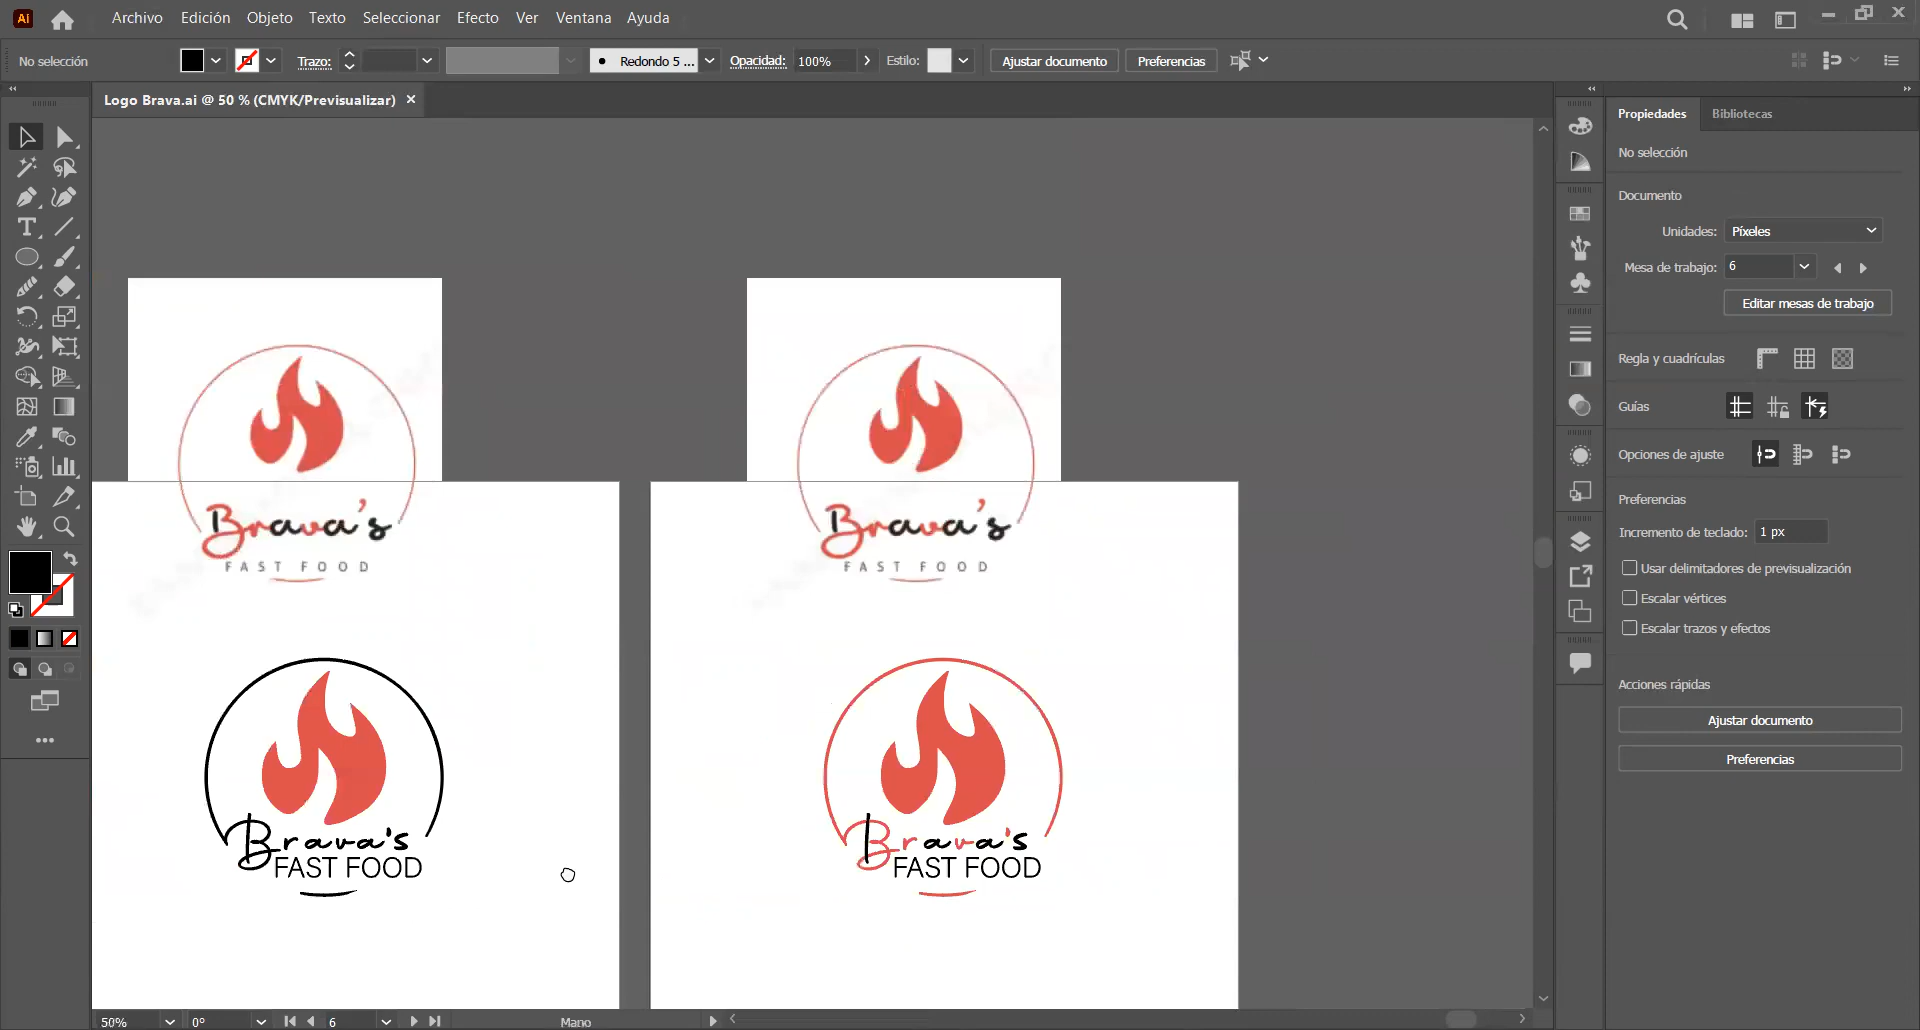 Ai
Archivo Edición Objeto Texto Seleccionar Efecto Ver Ventana Ayuda
No selección
Trazo:
Redondo 5 ...
Opacidad:
100%
Estilo:
Ajustar documento
Preferencias
Logo Brava.ai @ 50 % (CMYK/Previsualizar)
Propiedades
Bibliotecas
No selección
Documento
Unidades:
Píxeles
Mesa de trabajo:
6
Editar mesas de trabajo
Regla y cuadrículas
Guías
Opciones de ajuste
Preferencias
Incremento de teclado:
1 px
Usar delimitadores de previsualización
Escalar vértices
Escalar trazos y efectos
Acciones rápidas
Ajustar documento
Preferencias
Brava's
FAST FOOD
Brava's
FAST FOOD
Brava's
FAST FOOD
Brava's
FAST FOOD
50%
0°
6
Mano